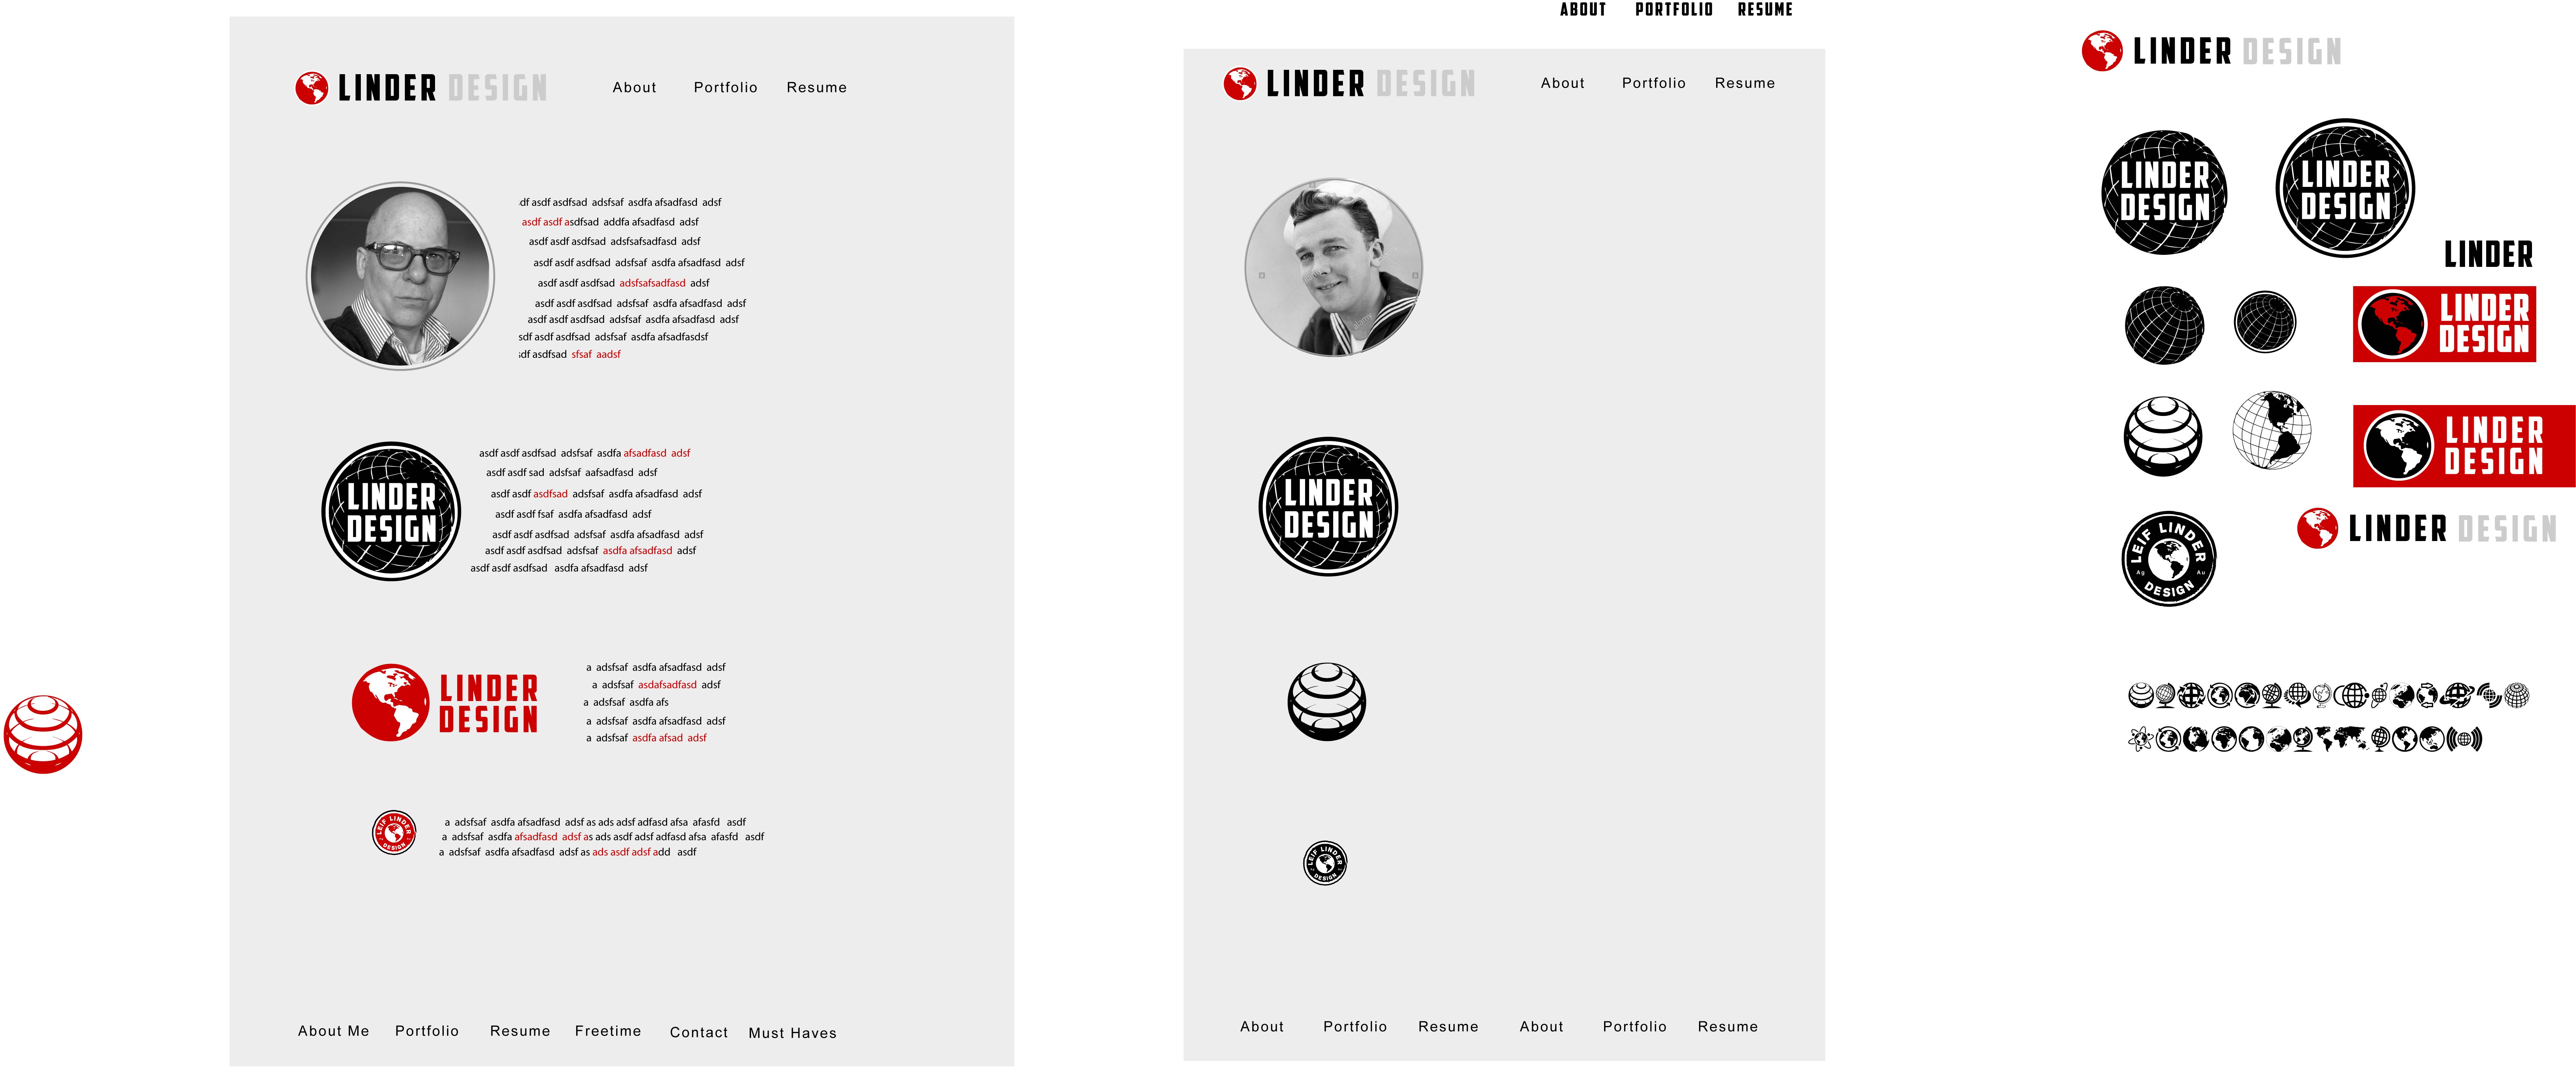 ABOUT PORTFOLIO RESUME
LINDER DESIGN
About Portfolio Resume
df asdf asdfsad adsfsaf asdfa afsadfasd adsf
asdf asdf asdfsad addfa afsadfasd adsf
asdf asdf asdfsad adsfsafsadfasd adsf
asdf asdf asdfsad adsfsaf asdfa afsadfasd adsf
asdf asdf asdfsad adsfsafsadfasd adsf
asdf asdf asdfsad adsfsaf asdfa afsadfasd adsf
asdf asdf asdfsad adsfsaf asdfa afsadfasd adsf
sdf asdf asdfsad adsfsaf asdfa afsadfasdsf
df asdfsad sfsaf aadsf
LINDER
DESIGN
asdf asdf asdfsad adsfsaf asdfa afsadfasd adsf
asdf asdf sad adsfsaf aafsadfasd adsf
asdf asdf asdfsad adsfsaf asdfa afsadfasd adsf
asdf asdf fsaf asdfa afsadfasd adsf
asdf asdf asdfsad adsfsaf asdfa afsadfasd adsf
asdf asdf asdfsad adsfsaf asdfa afsadfasd adsf
asdf asdf asdfsad asdfa afsadfasd adsf
LINDER
DESIGN
a adsfsaf asdfa afsadfasd adsf
a adsfsaf asdafsadfasd adsf
a adsfsaf asdfa afs
a adsfsaf asdfa afsadfasd adsf
a adsfsaf asdfa afsad adsf
LEIF LINDER
DESIGN
a adsfsaf asdfa afsadfasd adsf as ads adsf adfasd afsa afasfd asdf
a adsfsaf asdfa afsadfasd adsf as ads asdf adsf adfasd afsa afasfd asdf
a adsfsaf asdfa afsadfasd adsf as ads asdf adsf add asdf
About Me Portfolio Resume Freetime Contact Must Haves
LINDER DESIGN
About Portfolio Resume
LINDER
DESIGN
LEIF LINDER
DESIGN
About Portfolio Resume About Portfolio Resume
LINDER DESIGN
LINDER
DESIGN
LINDER
DESIGN
LINDER
LINDER
DESIGN
LINDER
DESIGN
LINDER DESIGN
LEIF LINDER
Ag Au
DESIGN